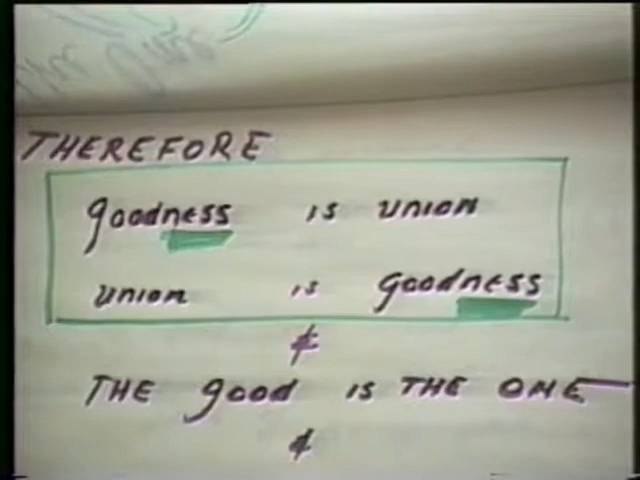 THEREFORE
goodness is union
union is goodness
&
THE good is THE ONE
&